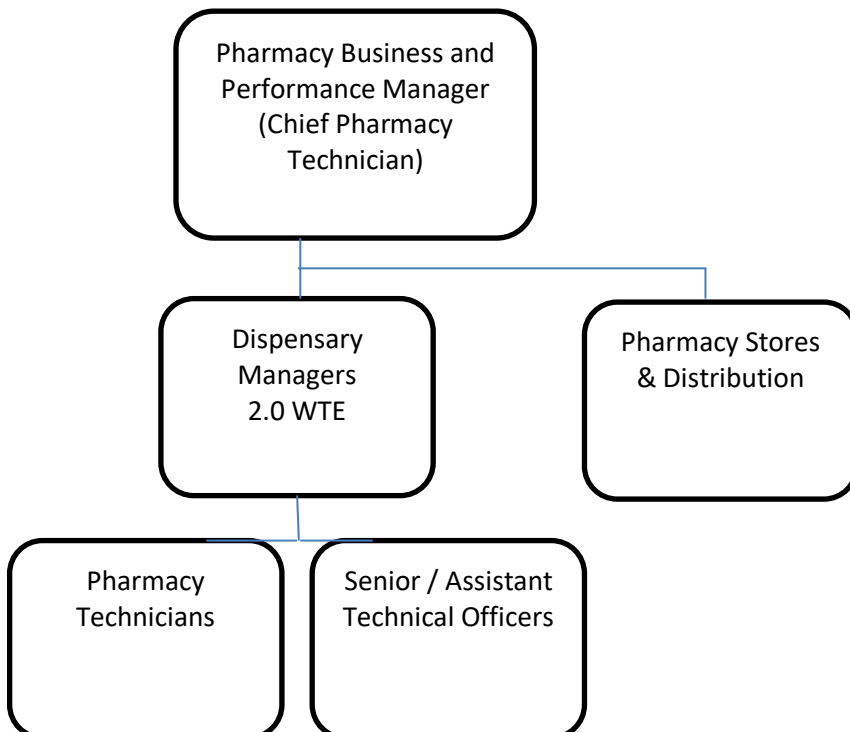 Pharmacy Business and
Performance Manager
(Chief Pharmacy
Technician)
Dispensary
Managers
2.0 WTE
Pharmacy Stores
& Distribution
Pharmacy
Technicians
Senior / Assistant
Technical Officers